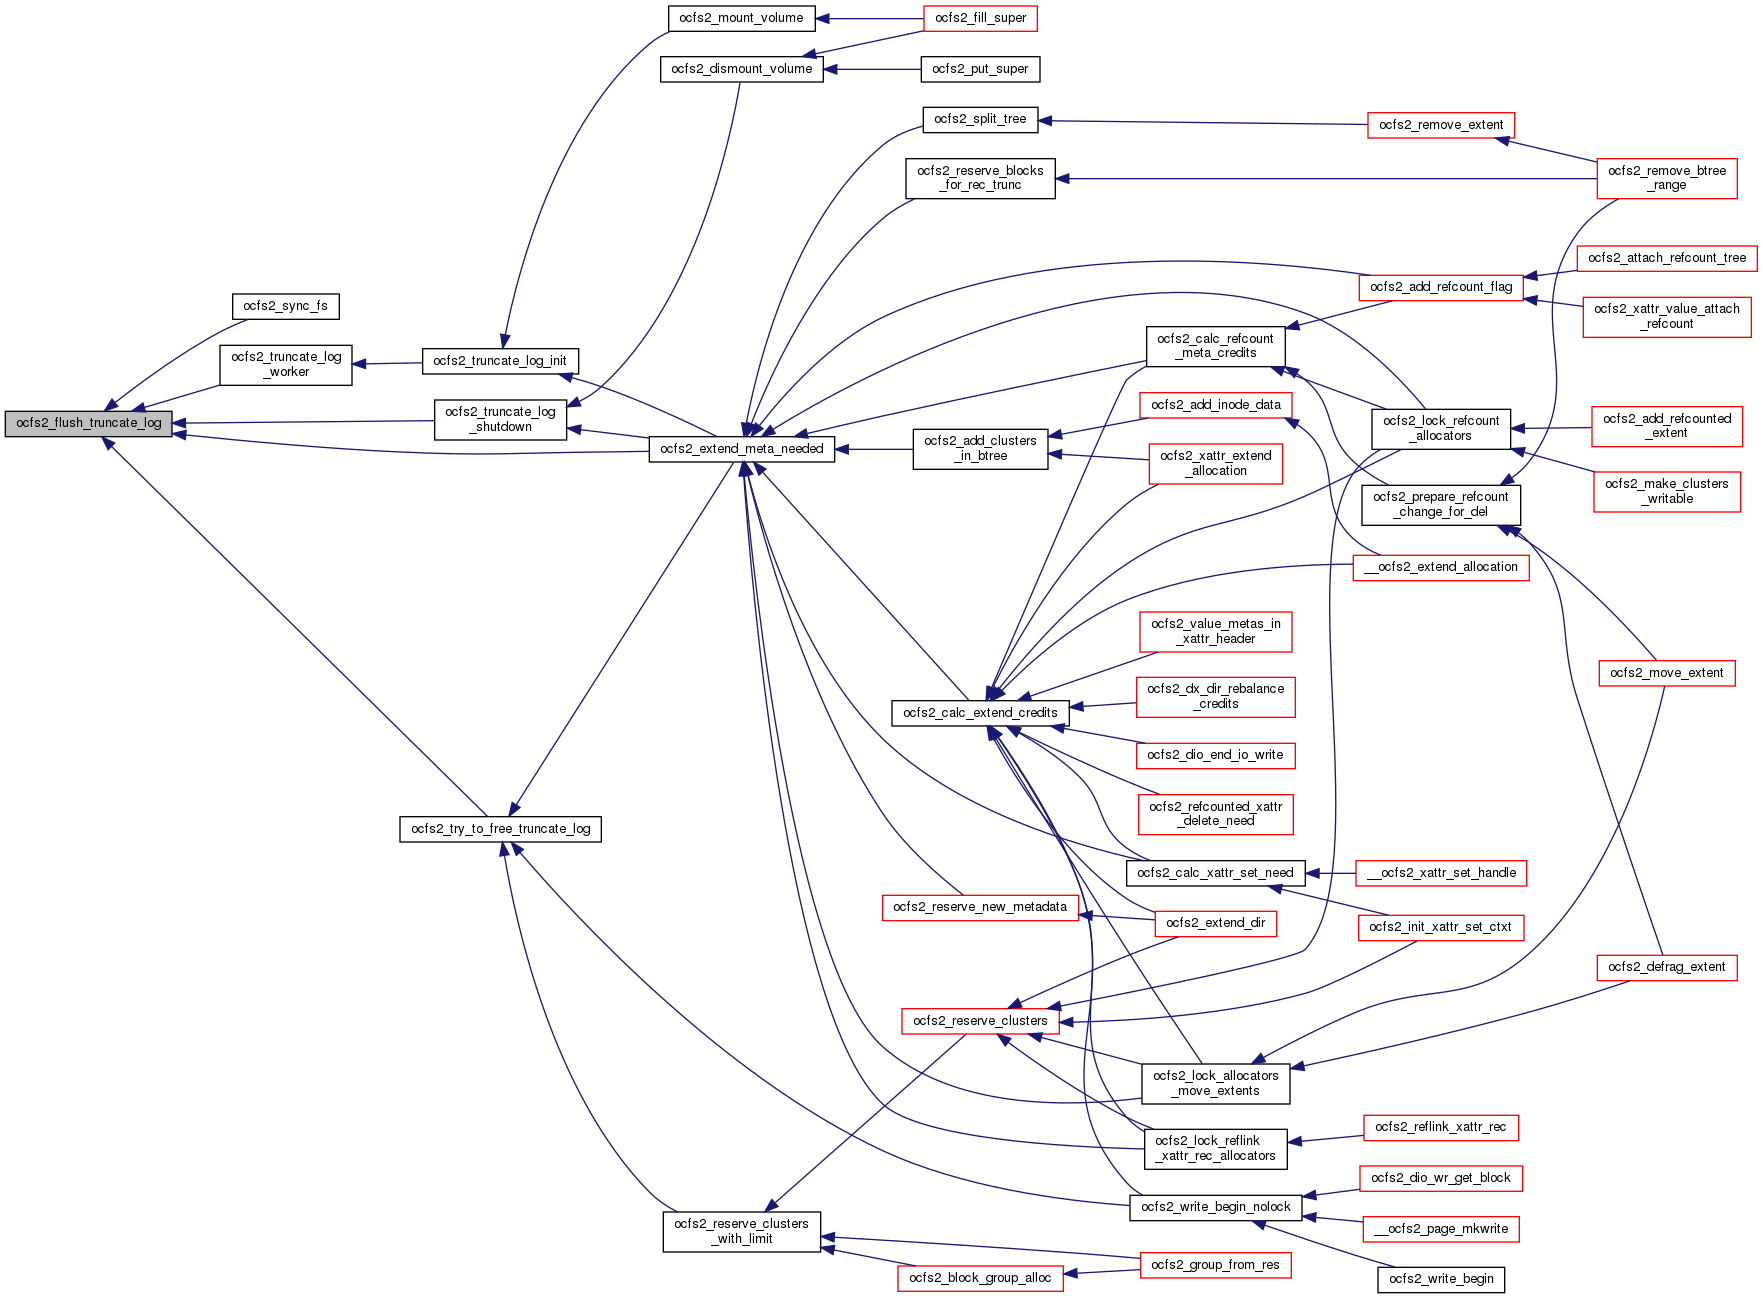 ocfs2_mount_volume
ocfs2_fill_super
ocfs2_dismount_volume
ocfs2_put_super
ocfs2_split_tree
ocfs2_remove_extent
ocfs2_reserve_blocks
_for_rec_trunc
ocfs2_remove_btree
_range
ocfs2_attach_refcount_tree
ocfs2_add_refcount_flag
ocfs2_xattr_value_attach
_refcount
ocfs2_sync_fs
ocfs2_truncate_log
_worker
ocfs2_truncate_log_init
ocfs2_calc_refcount
_meta_credits
ocfs2_flush_truncate_log
ocfs2_truncate_log
_shutdown
ocfs2_extend_meta_needed
ocfs2_add_clusters
_in_btree
ocfs2_add_inode_data
ocfs2_xattr_extend
_allocation
ocfs2_lock_refcount
_allocators
ocfs2_add_refcounted
_extent
ocfs2_make_clusters
_writable
ocfs2_prepare_refcount
_change_for_del
__ocfs2_extend_allocation
ocfs2_value_metas_in
_xattr_header
ocfs2_move_extent
ocfs2_calc_extend_credits
ocfs2_dx_dir_rebalance
_credits
ocfs2_dio_end_io_write
ocfs2_refcounted_xattr
_delete_need
ocfs2_try_to_free_truncate_log
ocfs2_calc_xattr_set_need
__ocfs2_xattr_set_handle
ocfs2_reserve_new_metadata
ocfs2_extend_dir
ocfs2_init_xattr_set_ctxt
ocfs2_defrag_extent
ocfs2_reserve_clusters
ocfs2_lock_allocators
_move_extents
ocfs2_lock_reflink
_xattr_rec_allocators
ocfs2_reflink_xattr_rec
ocfs2_dio_wr_get_block
ocfs2_write_begin_nolock
__ocfs2_page_mkwrite
ocfs2_reserve_clusters
_with_limit
ocfs2_block_group_alloc
ocfs2_group_from_res
ocfs2_write_begin